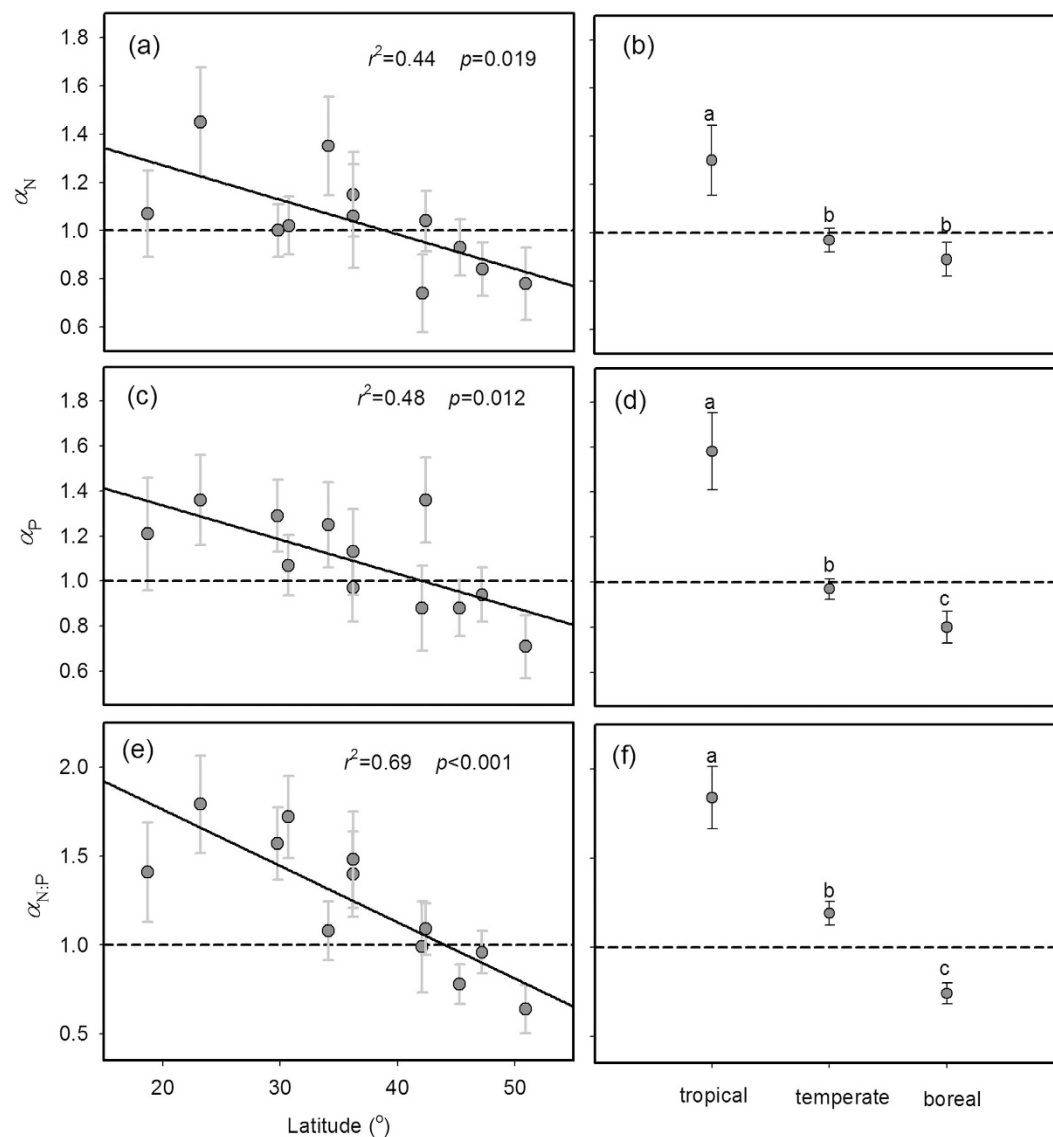 (a)
r²=0.44 p=0.019
1.8
1.6
1.4
1.2
1.0
0.8
0.6
αN
(b)
a
b
b
(c)
r²=0.48 p=0.012
1.8
1.6
1.4
1.2
1.0
0.8
0.6
αP
(d)
a
b
c
(e)
r²=0.69 p<0.001
2.0
1.5
1.0
0.5
αN:P
20 30 40 50
Latitude (°)
(f)
a
b
c
tropical temperate boreal